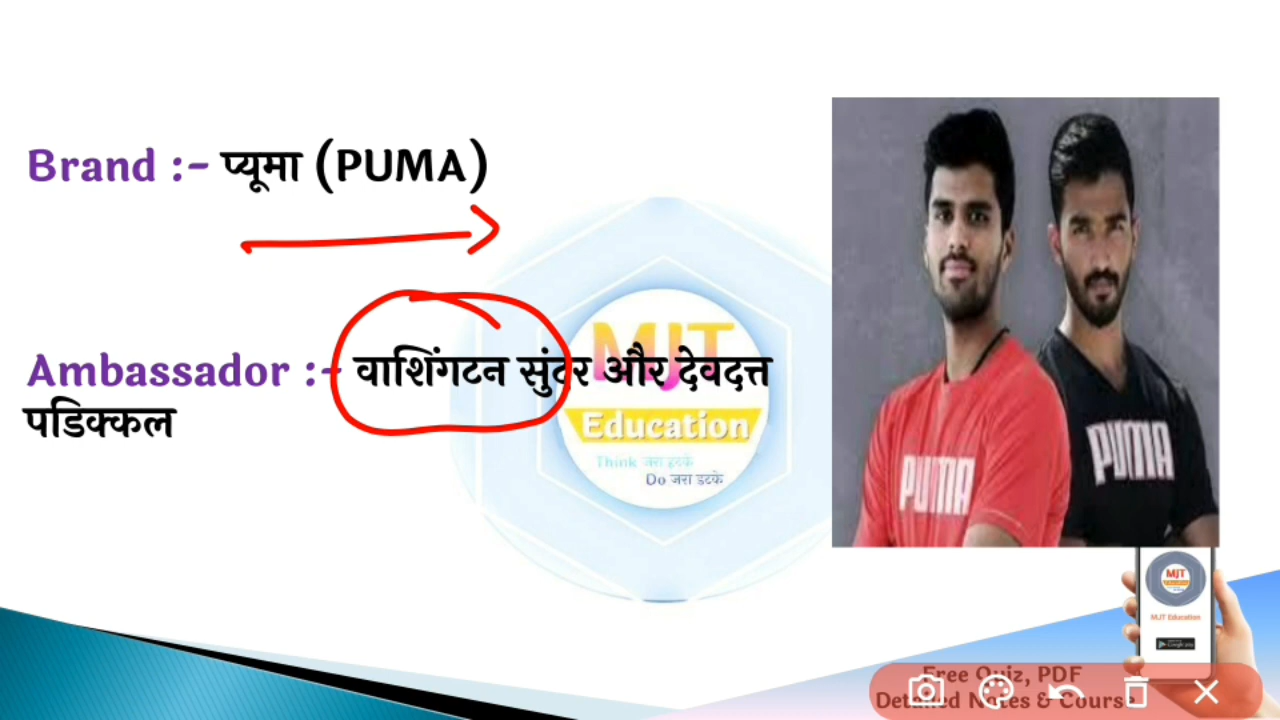 Brand :- प्यूमा (PUMA)
Ambassador :- वाशिंगटन सुंदर और देवदत्त
पडिक्कल
MJT
Education
Think जरा हटके
Do जरा डटके
PUMA
PUMA
MJT
MJT Education
Free Quiz, PDF
Detailed Notes & Course